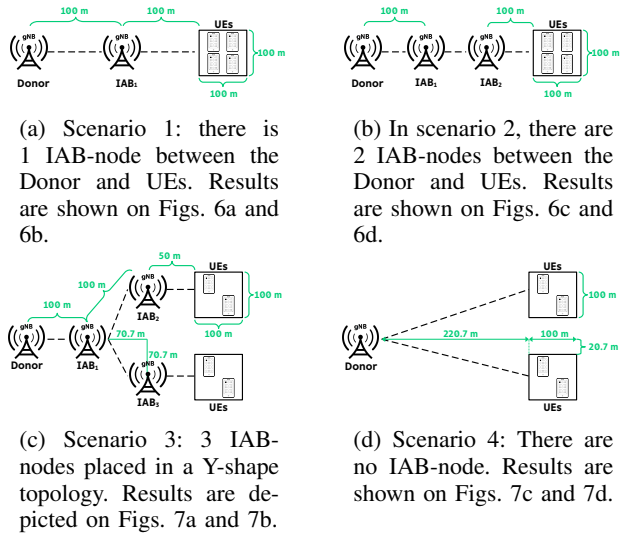 100 m
100 m
gNB
gNB
Donor
IAB₁
UEs
100 m
100 m
(a) Scenario 1: there is
1 IAB-node between the
Donor and UEs. Results
are shown on Figs. 6a and
6b.
100 m
gNB
gNB
gNB
Donor
IAB₁
IAB₂
UEs
100 m
100 m
(b) In scenario 2, there are
2 IAB-nodes between the
Donor and UEs. Results
are shown on Figs. 6c and
6d.
50 m
100 m
100 m
gNB
gNB
gNB
gNB
Donor
IAB₁
IAB₂
IAB₃
70.7 m
70.7 m
UEs
100 m
100 m
UEs
(c) Scenario 3: 3 IAB-
nodes placed in a Y-shape
topology. Results are de-
picted on Figs. 7a and 7b.
UEs
100 m
gNB
Donor
220.7 m
100 m
20.7 m
UEs
(d) Scenario 4: There are
no IAB-node. Results are
shown on Figs. 7c and 7d.